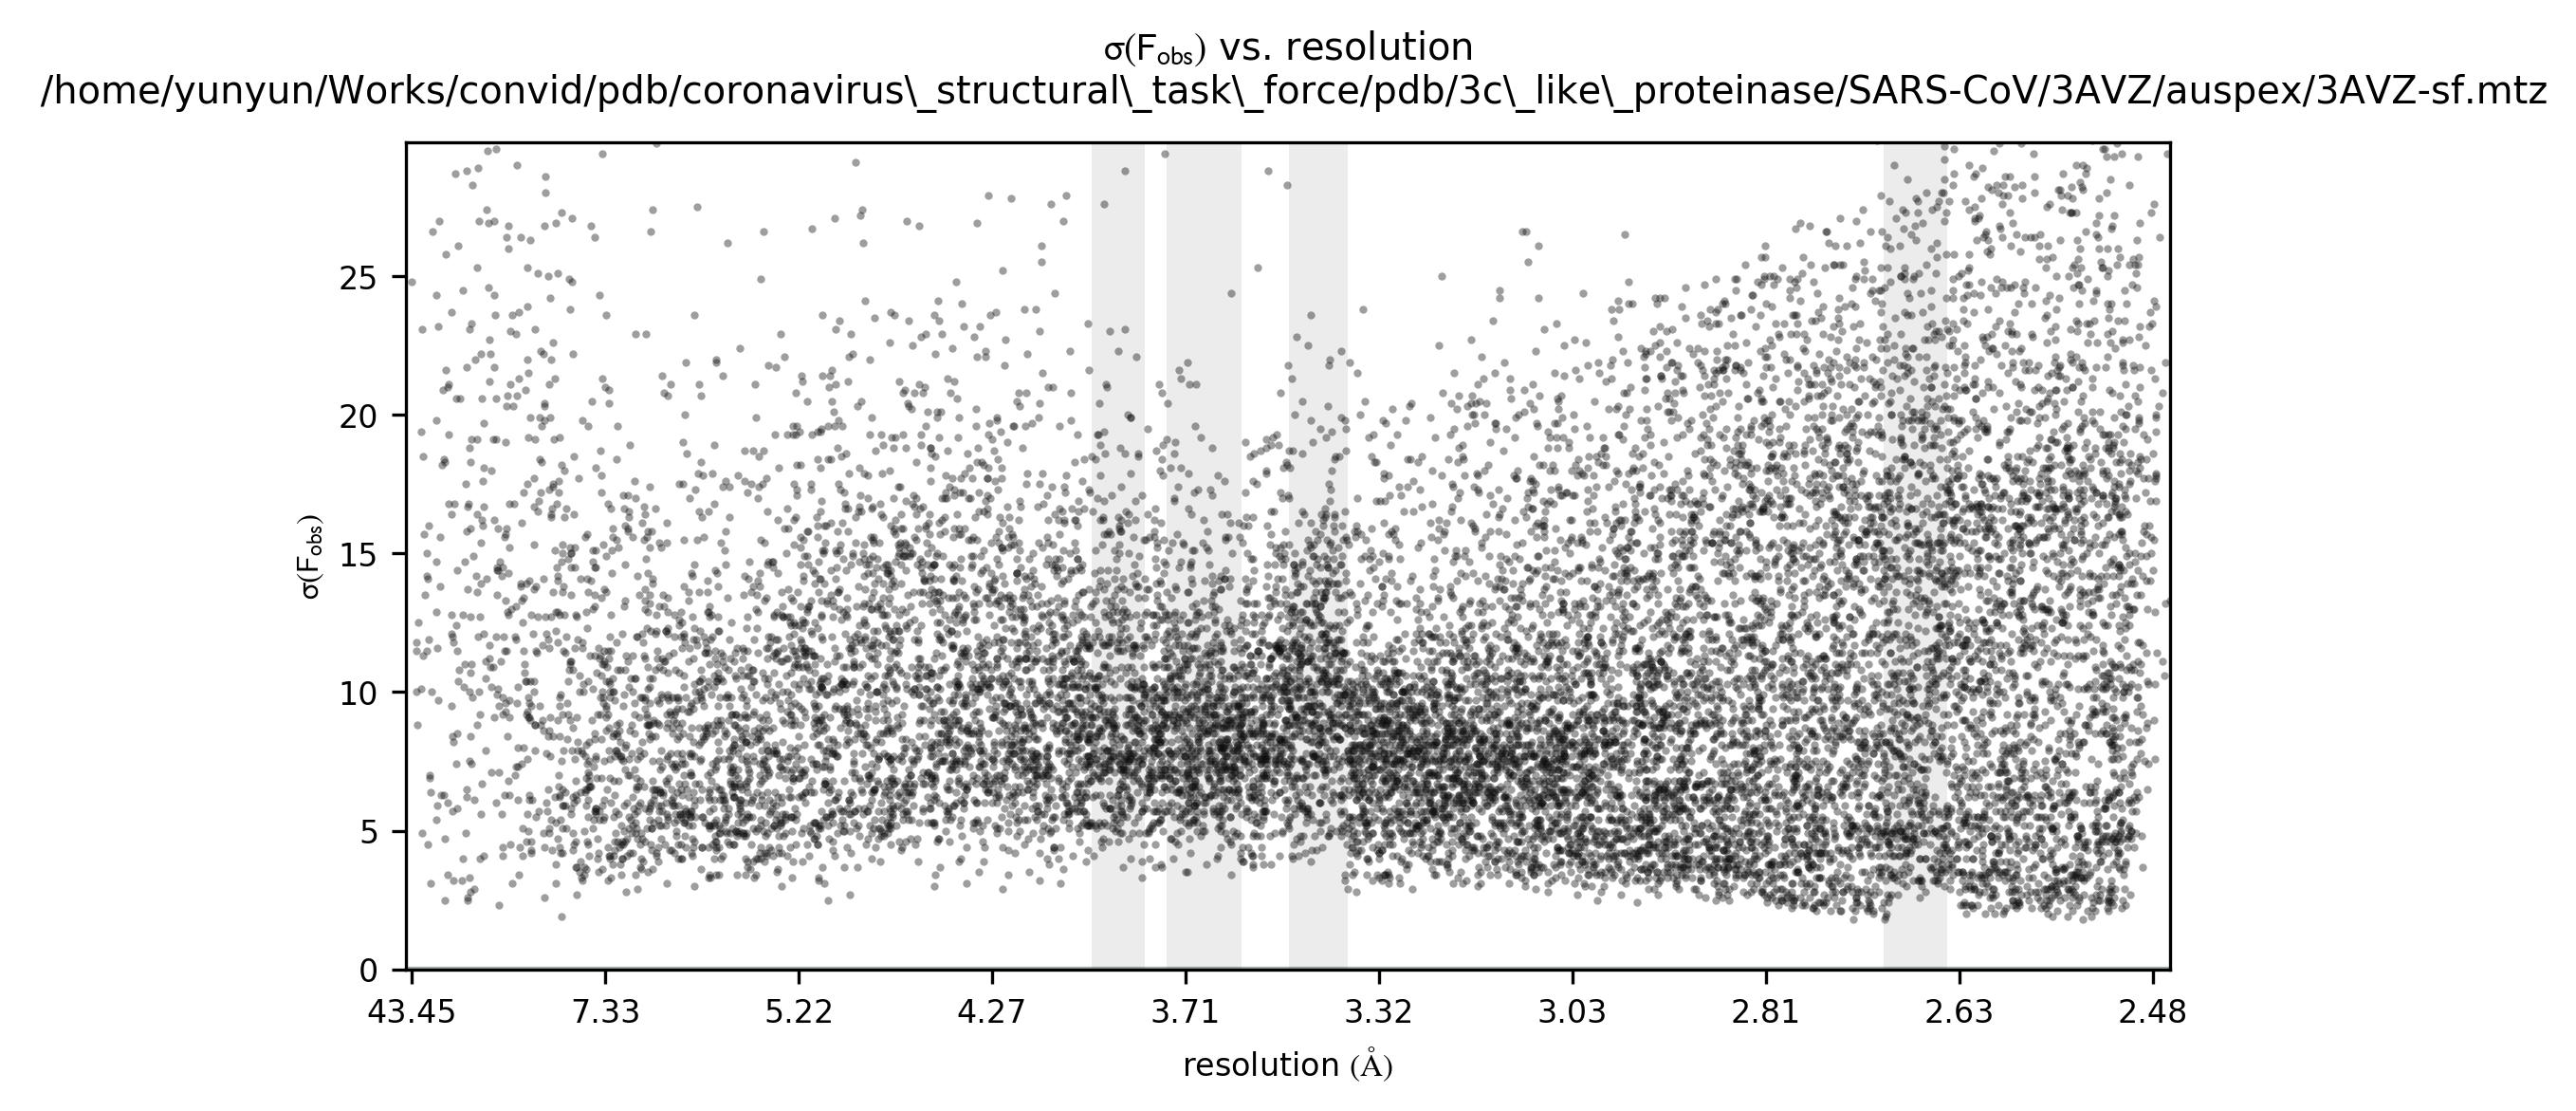 σ(Fobs) vs. resolution
/home/yunyun/Works/convid/pdb/coronavirus\_structural\_task\_force/pdb/3c\_like\_proteinase/SARS-CoV/3AVZ/auspex/3AVZ-sf.mtz
σ(Fobs)
25
20
15
10
5
0
43.45 7.33 5.22 4.27 3.71 3.32 3.03 2.81 2.63 2.48
resolution (Å)